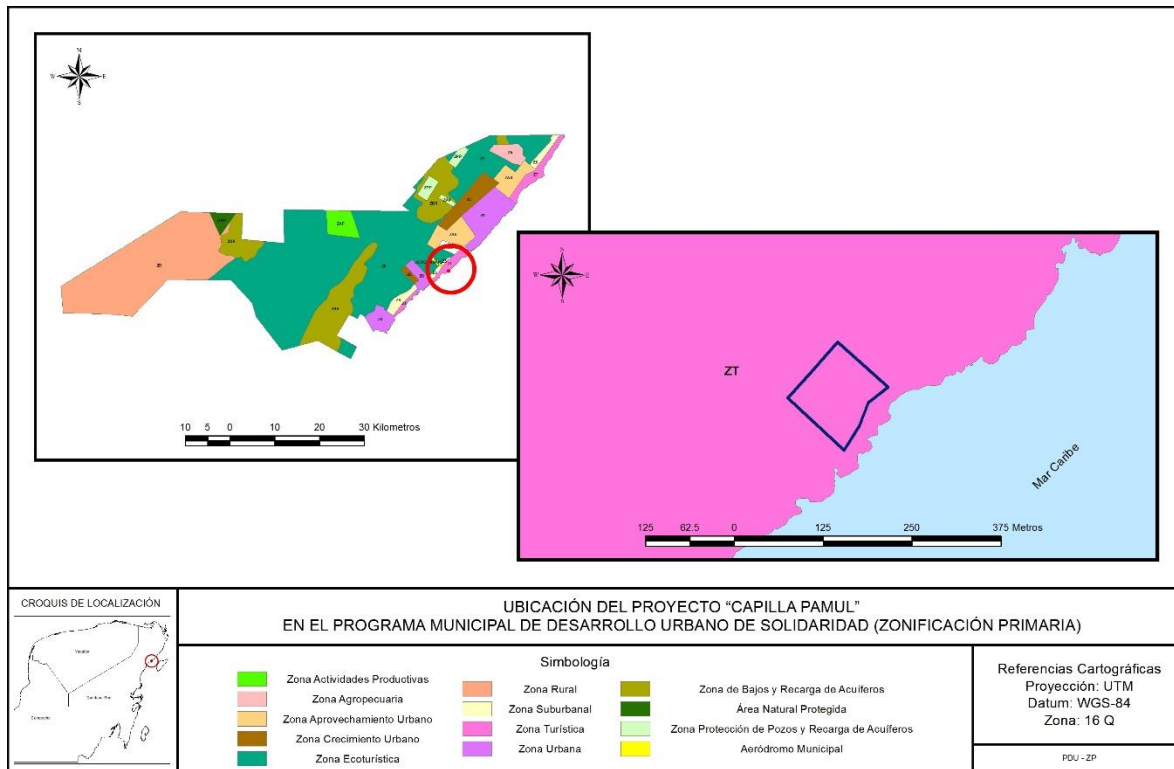 N
W E
S
ZT
10 5 0 10 20 30 Kilometros
N
W E
S
ZT
Mar Caribe
125 62.5 0 125 250 375 Metros
CROQUIS DE LOCALIZACIÓN
Yucatán
UBICACIÓN DEL PROYECTO “CAPILLA PAMUL”
EN EL PROGRAMA MUNICIPAL DE DESARROLLO URBANO DE SOLIDARIDAD (ZONIFICACIÓN PRIMARIA)
Simbología
Zona Actividades Productivas
Zona Agropecuaria
Zona Aprovechamiento Urbano
Zona Crecimiento Urbano
Zona Ecoturística
Zona Rural
Zona Suburbanal
Zona Turística
Zona Urbana
Zona de Bajos y Recarga de Acuíferos
Área Natural Protegida
Zona Protección de Pozos y Recarga de Acuíferos
Aeródromo Municipal
Referencias Cartográficas
Proyección: UTM
Datum: WGS-84
Zona: 16 Q
PDU - ZP